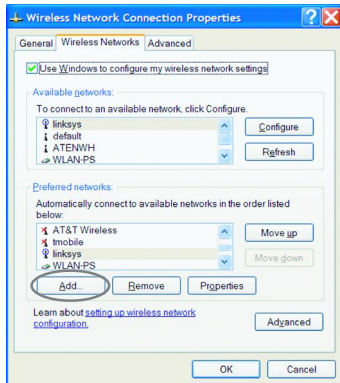 Wireless Network Connection Properties
General Wireless Networks Advanced
Use Windows to configure my wireless network settings
Available networks:
To connect to an available network, click Configure.
linksys
default
ATENWH
WLAN-PS
Configure
Refresh
Preferred networks:
Automatically connect to available networks in the order listed
below:
AT&T Wireless
tmobile
linksys
WLAN-PS
Move up
Move down
Add... Remove Properties
Learn about setting up wireless network
configuration.
Advanced
OK Cancel